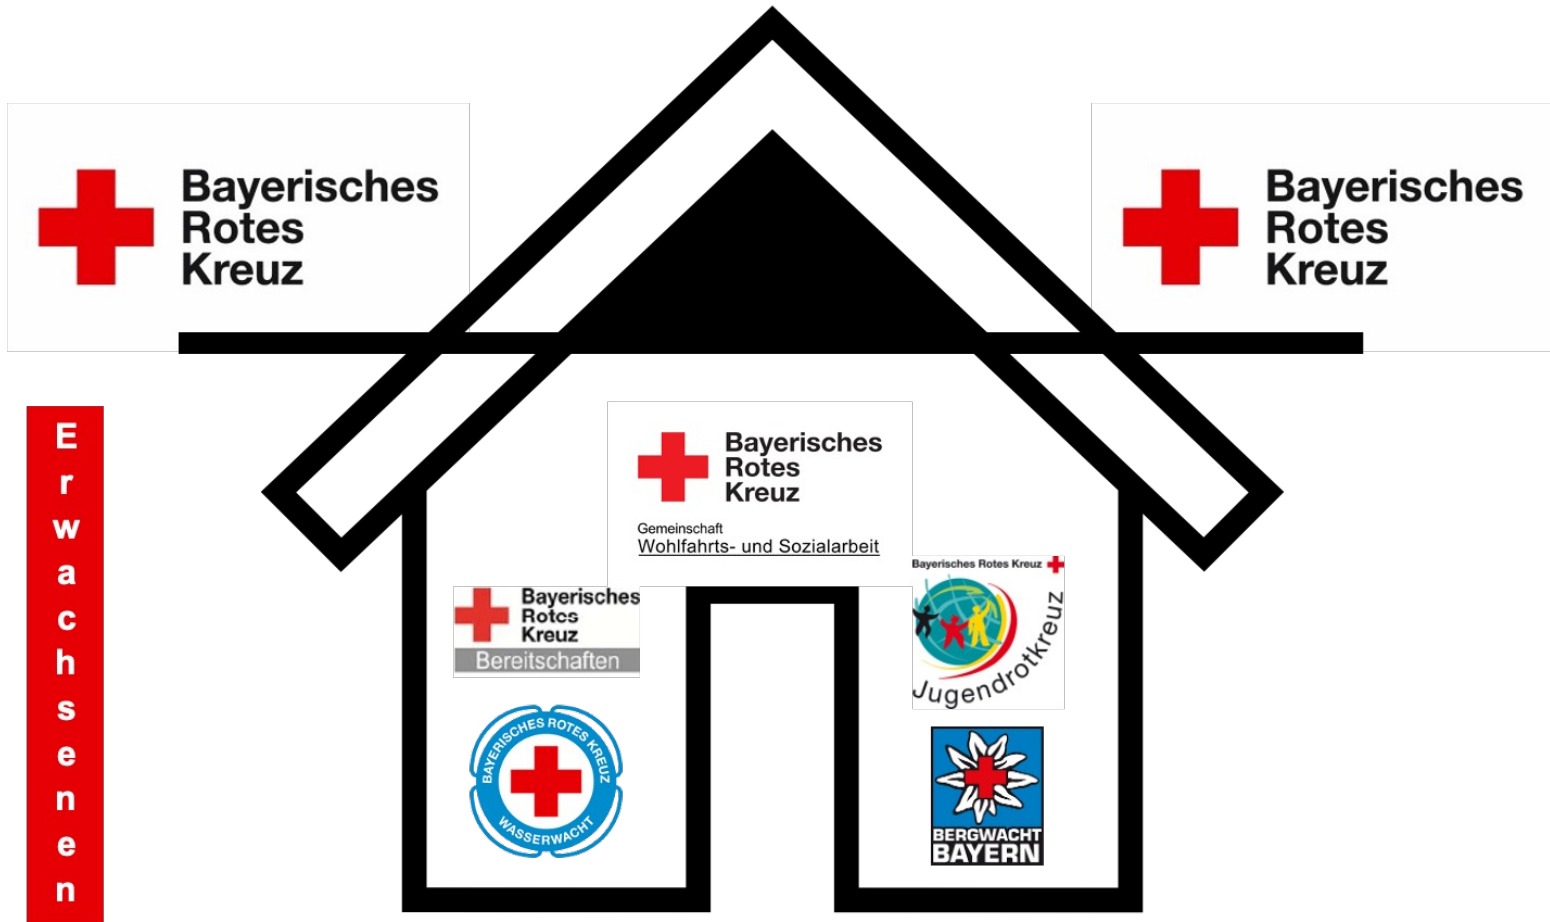 Bayerisches
Rotes
Kreuz
Bayerisches
Rotes
Kreuz
Erwachsenen
Bayerisches
Rotes
Kreuz
Gemeinschaft
Wohlfahrts- und Sozialarbeit
Bayerisches
Rotes
Kreuz
Bereitschaften
Bayerisches Rotes Kreuz
Jugendrotkreuz
BAYERISCHES ROTES KREUZ
WASSERWACHT
BERGWACHT
BAYERN